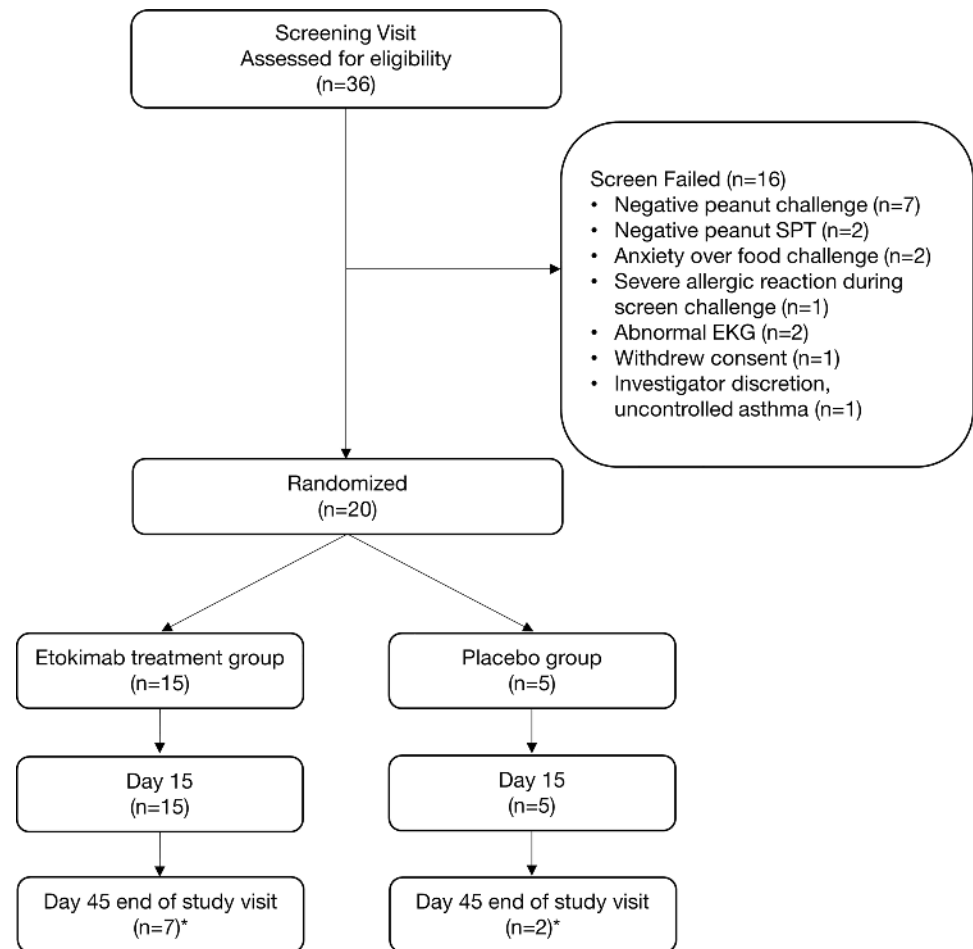 Screening Visit
Assessed for eligibility
(n=36)
Screen Failed (n=16)
• Negative peanut challenge (n=7)
• Negative peanut SPT (n=2)
• Anxiety over food challenge (n=2)
• Severe allergic reaction during
screen challenge (n=1)
• Abnormal EKG (n=2)
• Withdrew consent (n=1)
• Investigator discretion,
uncontrolled asthma (n=1)
Randomized
(n=20)
Etokimab treatment group
(n=15)
Placebo group
(n=5)
Day 15
(n=15)
Day 15
(n=5)
Day 45 end of study visit
(n=7)*
Day 45 end of study visit
(n=2)*